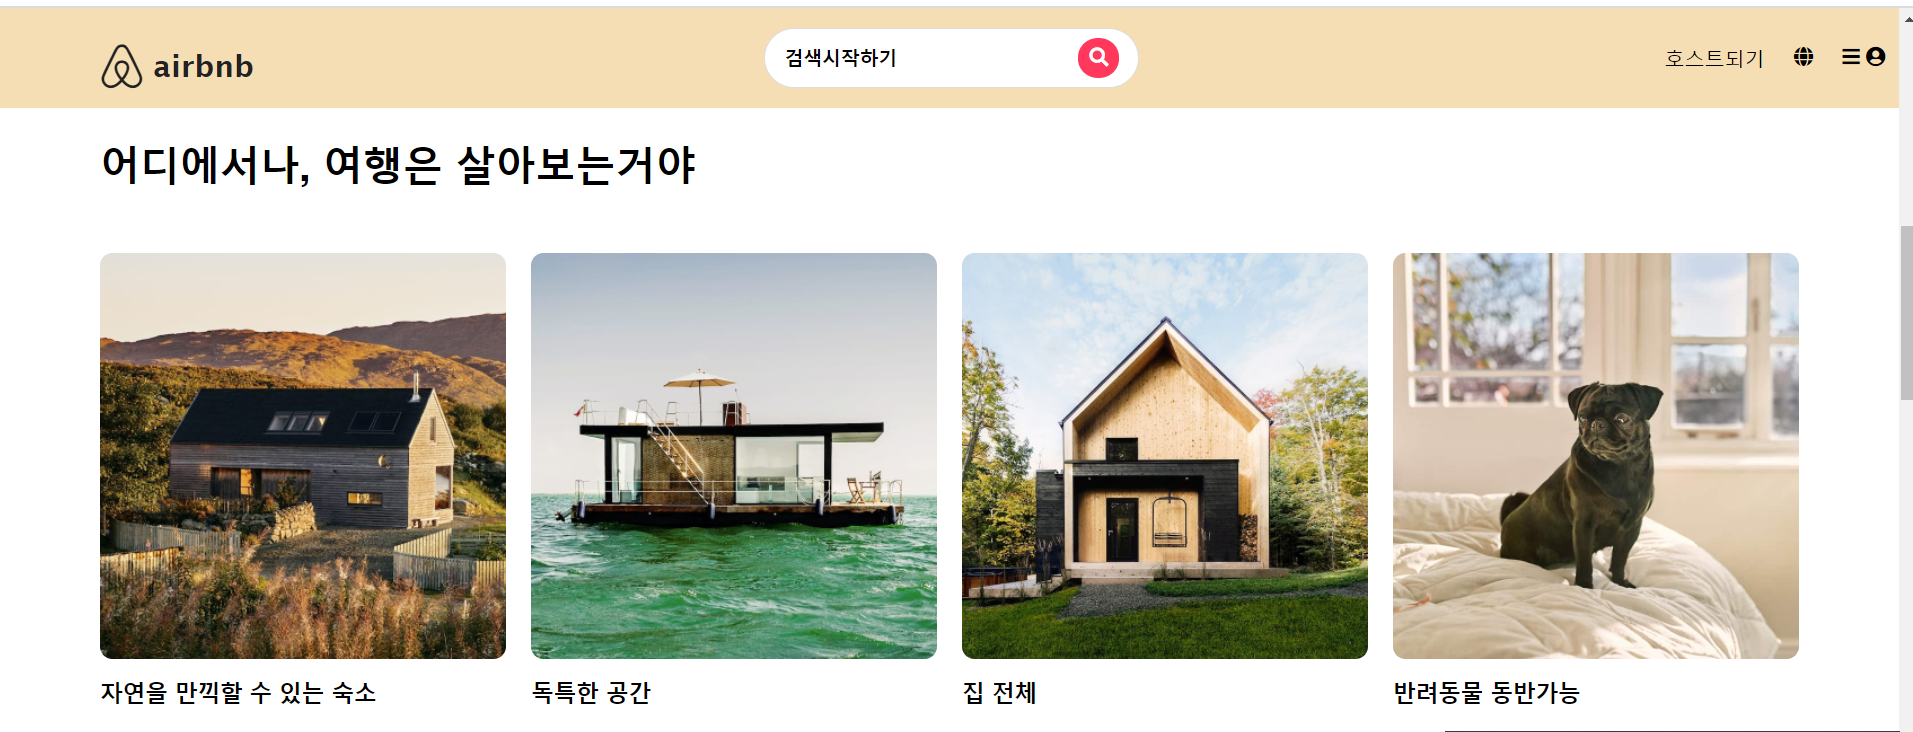 airbnb
검색시작하기
호스트되기
어디에서나, 여행은 살아보는거야
자연을 만끽할 수 있는 숙소
독특한 공간
집 전체
반려동물 동반가능